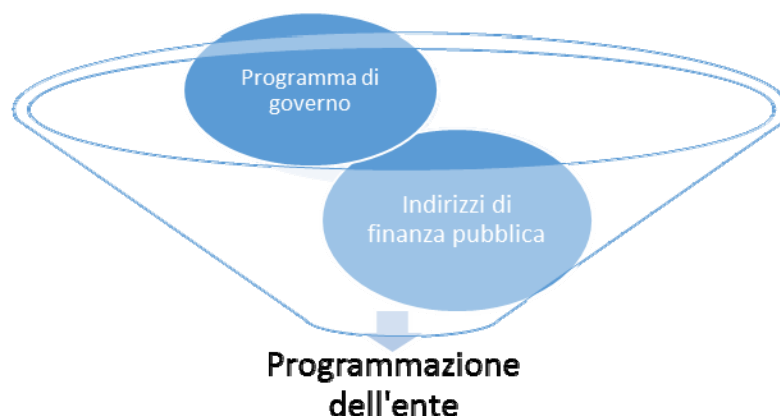 Programma di
governo
Indirizzi di
finanza pubblica
Programmazione
dell'ente